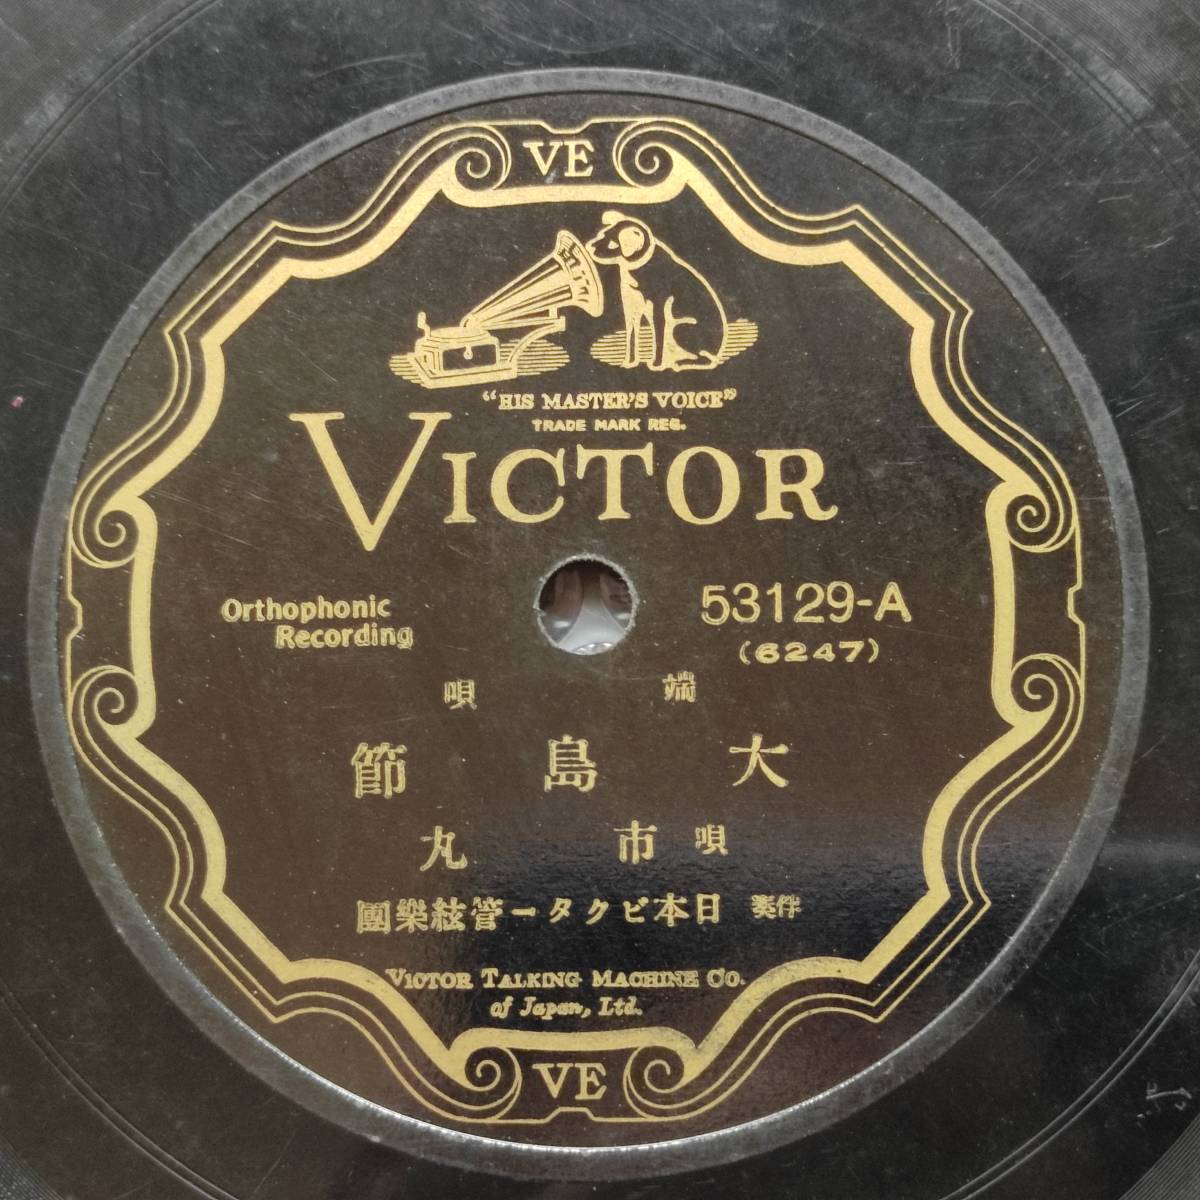 VE
"HIS MASTER'S VOICE"
TRADE MARK REG.
VICTOR
Orthophonic
Recording
53129-A
(6247)
端唄
大島節
唄 市丸
伴奏 日本ビクター管絃樂團
VICTOR TALKING MACHINE CO.
of Japan, Ltd.
VE